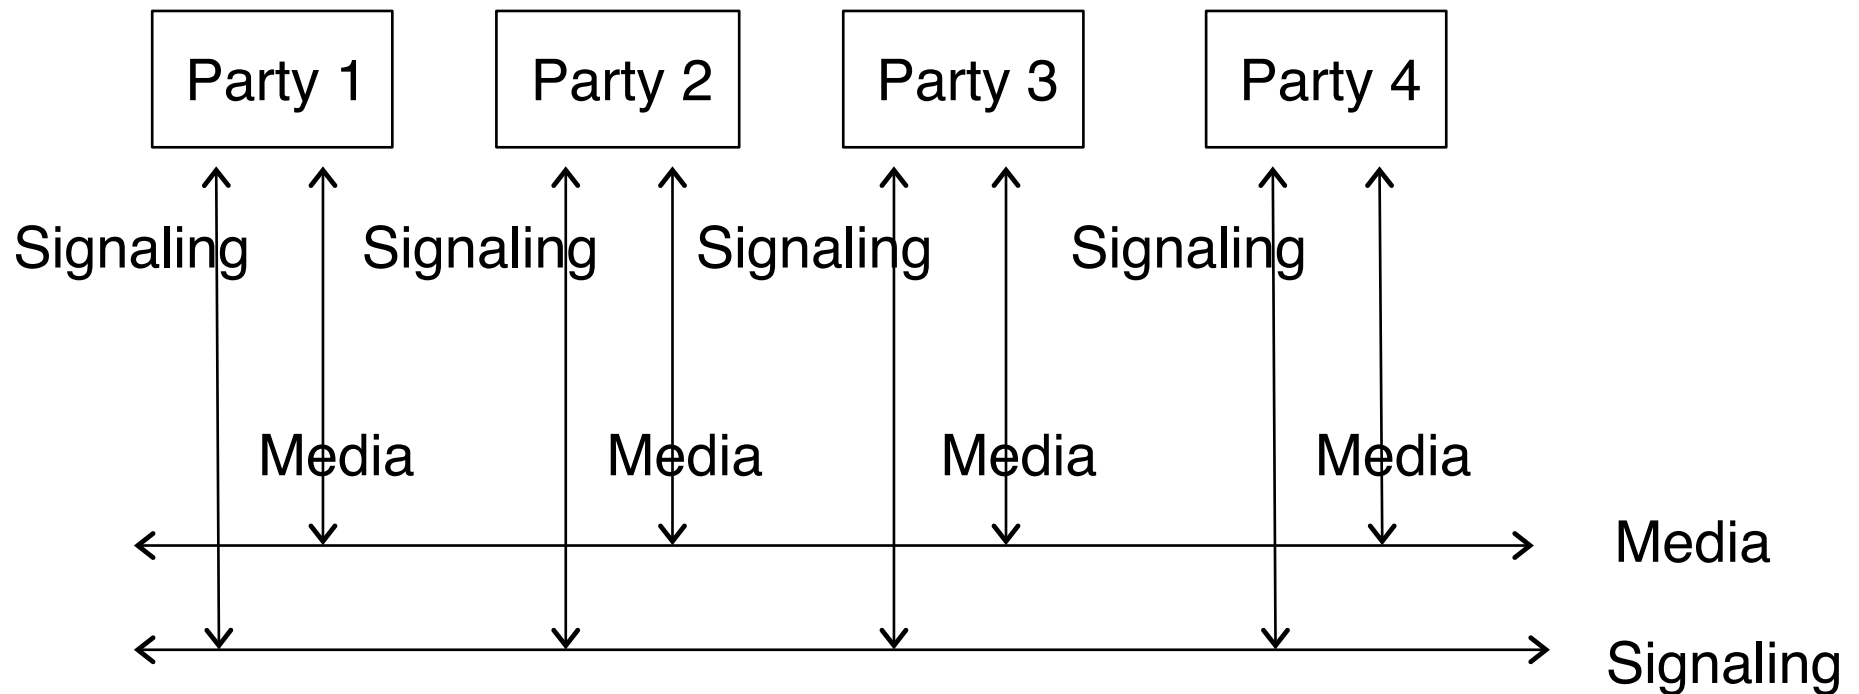 Party 1 Party 2 Party 3 Party 4
Signaling Signaling Signaling Signaling
Media Media Media Media
Media
Signaling